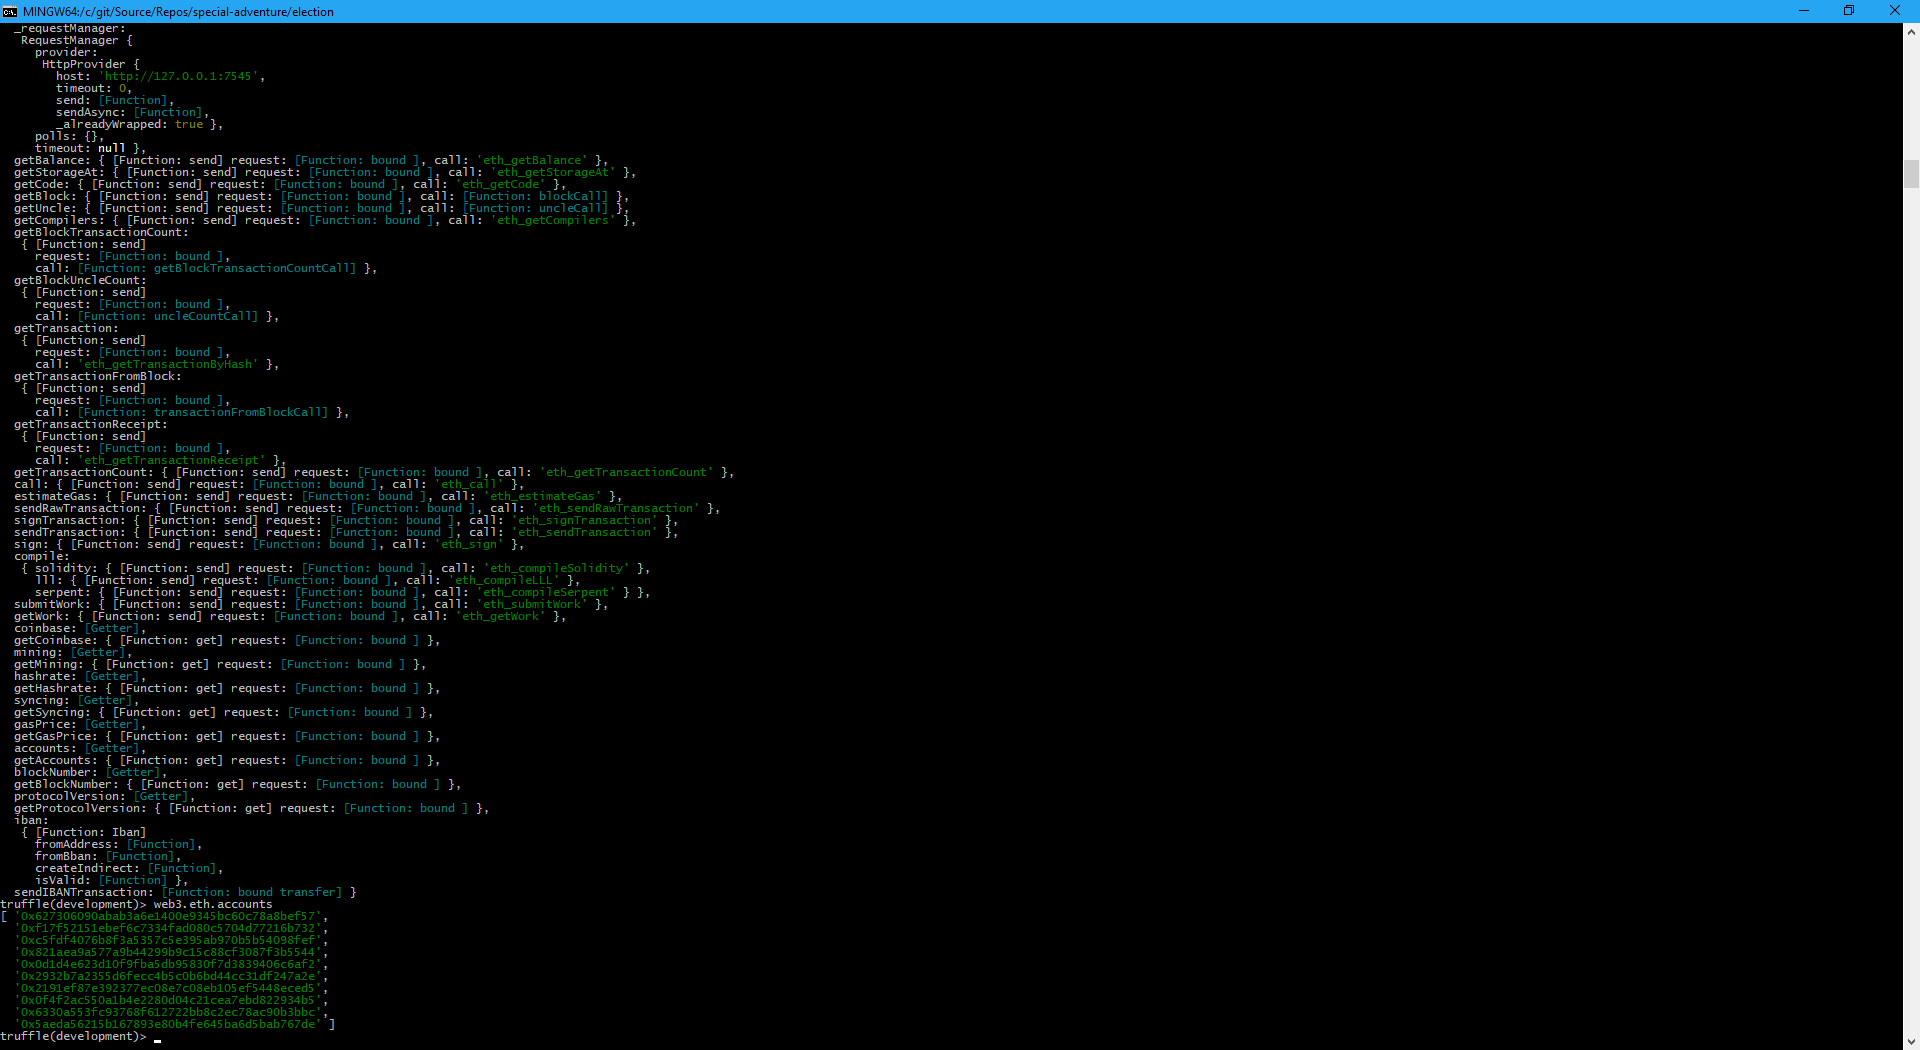 MINGW64:/c/git/Source/Repos/special-adventure/election
  _requestManager:
   RequestManager {
     provider:
      HttpProvider {
        host: 'http://127.0.0.1:7545',
        timeout: 0,
        send: [Function],
        sendAsync: [Function],
        _alreadyWrapped: true },
     polls: {},
     timeout: null },
  getBalance: { [Function: send] request: [Function: bound ], call: 'eth_getBalance' },
  getStorageAt: { [Function: send] request: [Function: bound ], call: 'eth_getStorageAt' },
  getCode: { [Function: send] request: [Function: bound ], call: 'eth_getCode' },
  getBlock: { [Function: send] request: [Function: bound ], call: [Function: blockCall] },
  getUncle: { [Function: send] request: [Function: bound ], call: [Function: uncleCall] },
  getCompilers: { [Function: send] request: [Function: bound ], call: 'eth_getCompilers' },
  getBlockTransactionCount:
   { [Function: send]
     request: [Function: bound ],
     call: [Function: getBlockTransactionCountCall] },
  getBlockUncleCount:
   { [Function: send]
     request: [Function: bound ],
     call: [Function: uncleCountCall] },
  getTransaction:
   { [Function: send]
     request: [Function: bound ],
     call: 'eth_getTransactionByHash' },
  getTransactionFromBlock:
   { [Function: send]
     request: [Function: bound ],
     call: [Function: transactionFromBlockCall] },
  getTransactionReceipt:
   { [Function: send]
     request: [Function: bound ],
     call: 'eth_getTransactionReceipt' },
  getTransactionCount: { [Function: send] request: [Function: bound ], call: 'eth_getTransactionCount' },
  call: { [Function: send] request: [Function: bound ], call: 'eth_call' },
  estimateGas: { [Function: send] request: [Function: bound ], call: 'eth_estimateGas' },
  sendRawTransaction: { [Function: send] request: [Function: bound ], call: 'eth_sendRawTransaction' },
  signTransaction: { [Function: send] request: [Function: bound ], call: 'eth_signTransaction' },
  sendTransaction: { [Function: send] request: [Function: bound ], call: 'eth_sendTransaction' },
  sign: { [Function: send] request: [Function: bound ], call: 'eth_sign' },
  compile:
   { solidity: { [Function: send] request: [Function: bound ], call: 'eth_compileSolidity' },
     lll: { [Function: send] request: [Function: bound ], call: 'eth_compileLLL' },
     serpent: { [Function: send] request: [Function: bound ], call: 'eth_compileSerpent' } },
  submitWork: { [Function: send] request: [Function: bound ], call: 'eth_submitWork' },
  getWork: { [Function: send] request: [Function: bound ], call: 'eth_getWork' },
  coinbase: [Getter],
  getCoinbase: { [Function: get] request: [Function: bound ] },
  mining: [Getter],
  getMining: { [Function: get] request: [Function: bound ] },
  hashrate: [Getter],
  getHashrate: { [Function: get] request: [Function: bound ] },
  syncing: [Getter],
  getSyncing: { [Function: get] request: [Function: bound ] },
  gasPrice: [Getter],
  getGasPrice: { [Function: get] request: [Function: bound ] },
  accounts: [Getter],
  getAccounts: { [Function: get] request: [Function: bound ] },
  blockNumber: [Getter],
  getBlockNumber: { [Function: get] request: [Function: bound ] },
  protocolVersion: [Getter],
  getProtocolVersion: { [Function: get] request: [Function: bound ] },
  iban:
   { [Function: Iban]
     fromAddress: [Function],
     fromBban: [Function],
     createIndirect: [Function],
     isValid: [Function] },
  sendIBANTransaction: [Function: bound transfer] }
truffle(development)> web3.eth.accounts
[ '0x627306090abab3a6e1400e9345bc60c78a8bef57',
  '0xf17f52151ebef6c7334fad080c5704d77216b732',
  '0xc5fdf4076b8f3a5357c5e395ab970b5b54098fef',
  '0x821aea9a577a9b44299b9c15c88cf3087f3b5544',
  '0x0d1d4e623d10f9fba5db95830f7d3839406c6af2',
  '0x2932b7a2355d6fecc4b5c0b6bd44cc31df247a2e',
  '0x2191ef87e392377ec08e7c08eb105ef5448eced5',
  '0x0f4f2ac550a1b4e2280d04c21cea7ebd822934b5',
  '0x6330a553fc93768f612722bb8c2ec78ac90b3bbc',
  '0x5aeda56215b167893e80b4fe645ba6d5bab767de' ]
truffle(development)>